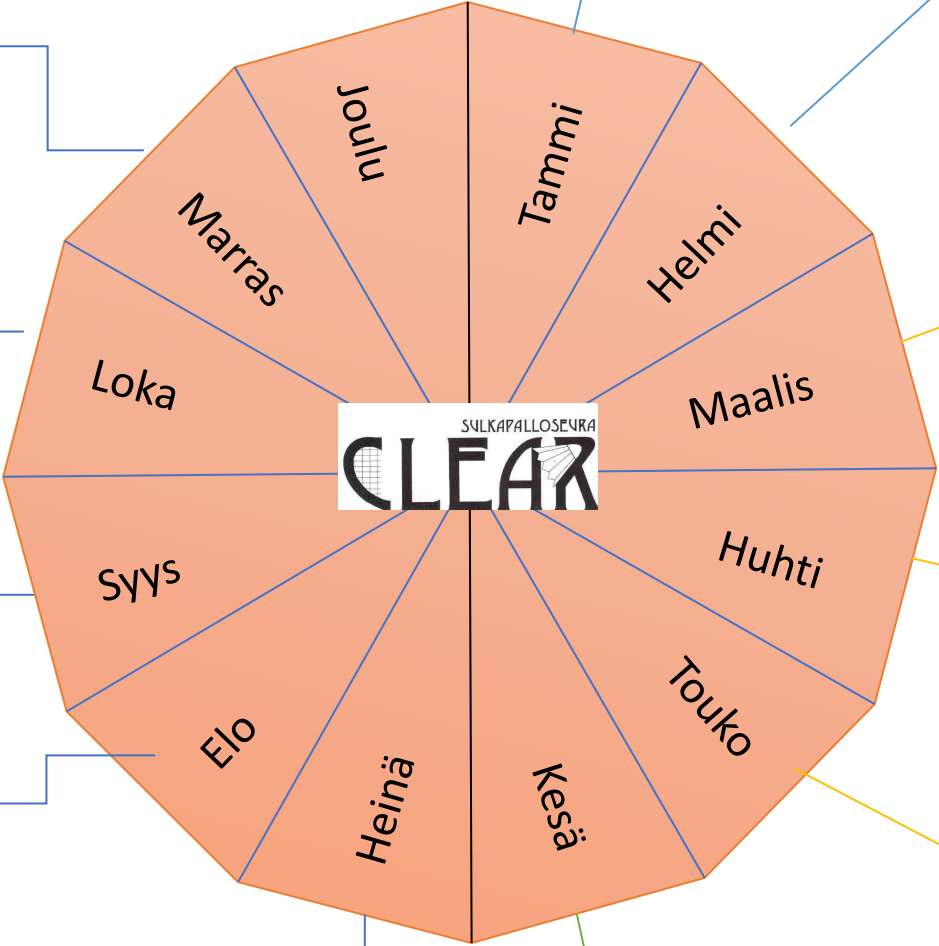 Tammi
Helmi
Maalis
Huhti
Touko
Kesä
Heinä
Elo
Syys
Loka
Marras
Joulu
SULKAPALLOSEURA
CLEAR